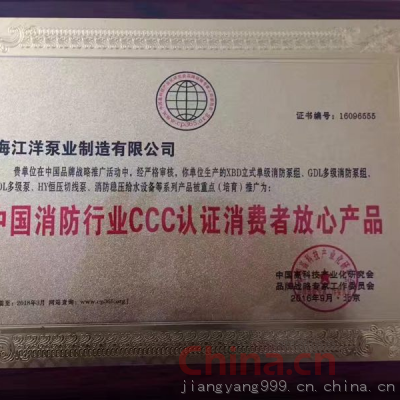 证书编号：16096555
海江洋泵业制造有限公司
贵单位在中国品牌战略推广活动中，经严格审核，你单位生产的XBD立式单级消防泵组、GDL多级消防泵组、
DL多级泵、HY恒压切线泵、消防稳压给水设备等系列产品被重点（培育）推广为：
中国消防行业CCC认证消费者放心产品
中国高科技产业化研究会
品牌战略专家工作委员会
2016年9月·北京
China.cn
jiangyang999.cn.china.cn